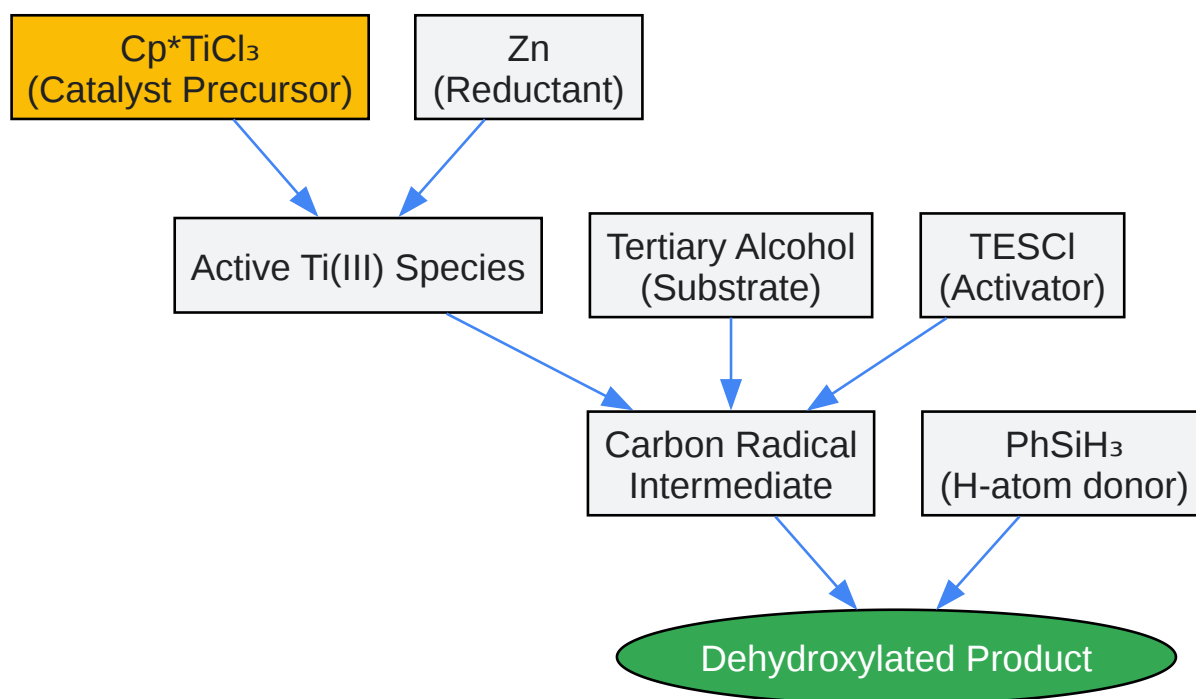 Cp*TiCl₃
(Catalyst Precursor)
Zn
(Reductant)
Active Ti(III) Species
Tertiary Alcohol
(Substrate)
TESCl
(Activator)
Carbon Radical
Intermediate
PhSiH₃
(H-atom donor)
Dehydroxylated Product